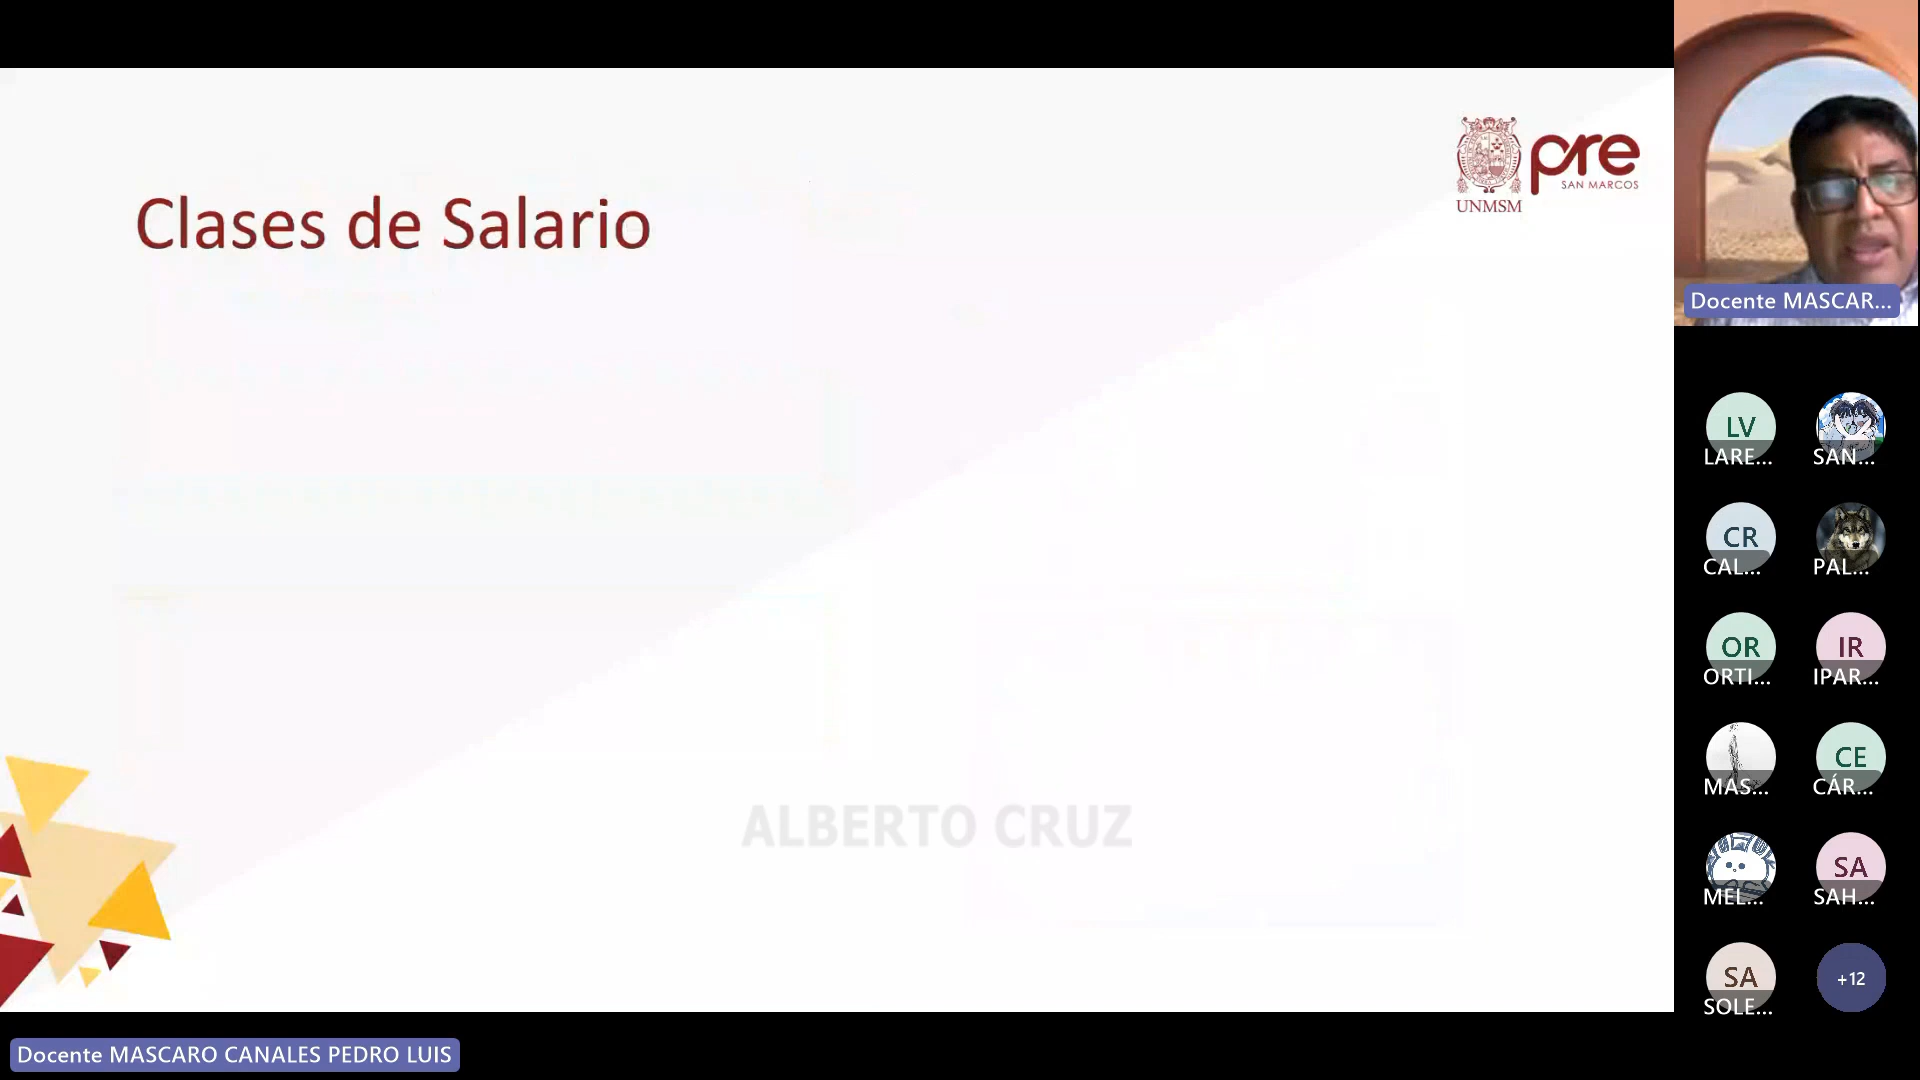 Clases de Salario
UNMSM
pre
SAN MARCOS
ALBERTO CRUZ
Docente MASCAR...
LV
LARE...
SAN...
CR
CAL...
PAL...
OR
ORTI...
IR
IPAR...
MAS...
CE
CÁR...
MEL...
SA
SAH...
SA
SOLE...
+12
Docente MASCARO CANALES PEDRO LUIS